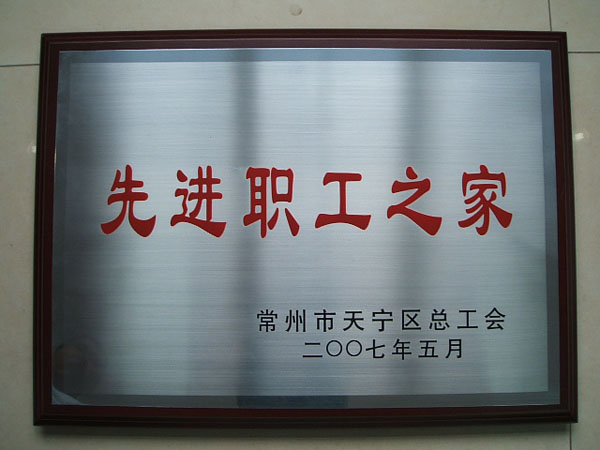 先进职工之家
常州市天宁区总工会
二〇〇七年五月